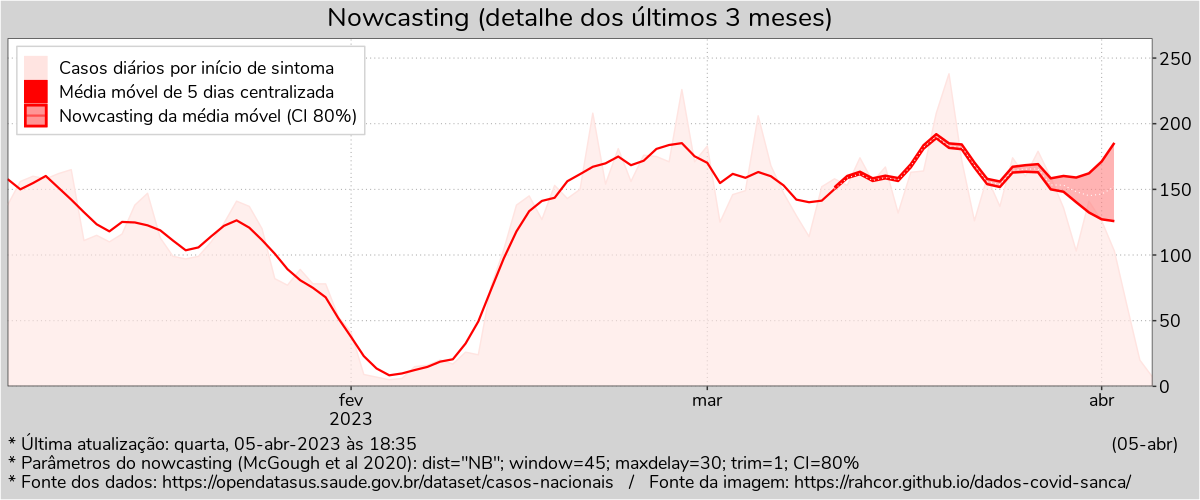 Nowcasting (detalhe dos últimos 3 meses)
Casos diários por início de sintoma
Média móvel de 5 dias centralizada
Nowcasting da média móvel (CI 80%)
250
200
150
100
50
0
fev
2023
mar
abr
* Última atualização: quarta, 05-abr-2023 às 18:35
(05-abr)
* Parâmetros do nowcasting (McGough et al 2020): dist="NB"; window=45; maxdelay=30; trim=1; CI=80%
* Fonte dos dados: https://opendatasus.saude.gov.br/dataset/casos-nacionais / Fonte da imagem: https://rahcor.github.io/dados-covid-sanca/